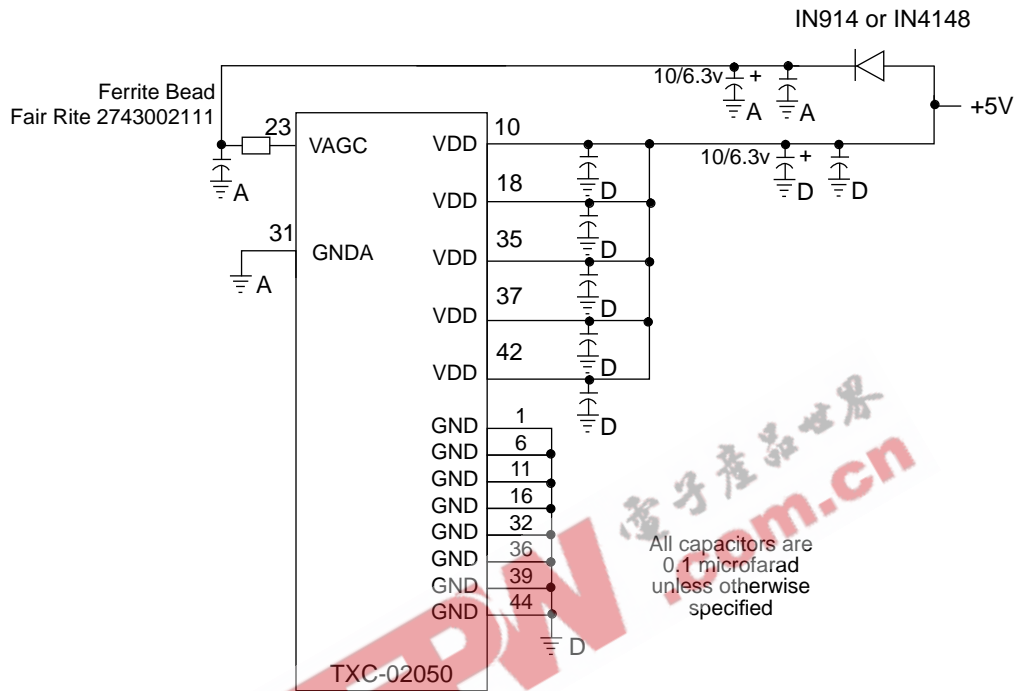 IN914 or IN4148
10/6.3v +
A
A
+5V
Ferrite Bead
Fair Rite 2743002111
23
VAGC
A
31
GNDA
A
VDD
10
10/6.3v +
D
D
D
VDD
18
D
VDD
35
D
VDD
37
D
VDD
42
D
GND
1
GND
6
GND
11
GND
16
GND
32
GND
36
GND
39
GND
44
D
TXC-02050
All capacitors are
0.1 microfarad
unless otherwise
specified
電子產品世界
.com.cn